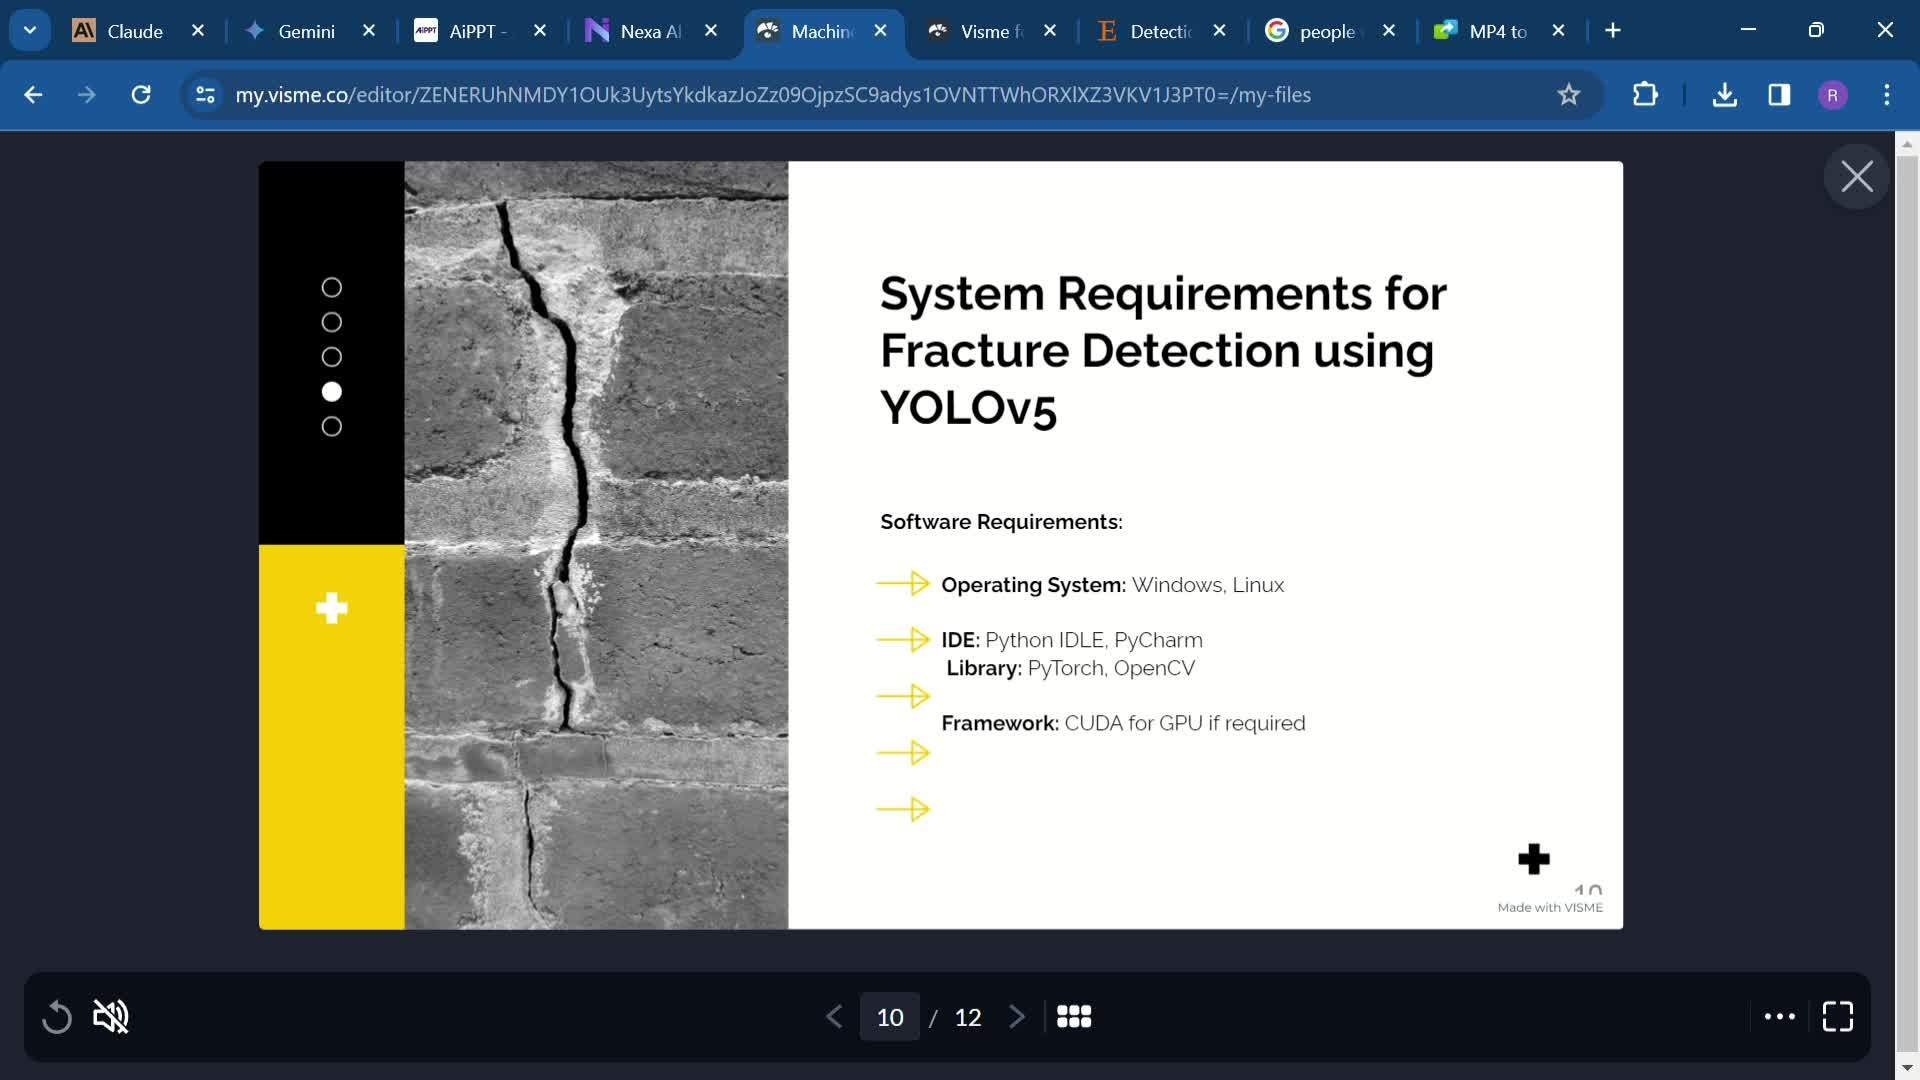 Claude
Gemini
AiPPT -
Nexa AI
Machin
Visme f
Detecti
people
MP4 to
my.visme.co/editor/ZENERUhNMDY1OUk3UytsYkdkazJoZz09OjpzSC9adys1OVNTTWhORXlXZ3VKV1J3PT0=/my-files
R
System Requirements for
Fracture Detection using
YOLOv5
Software Requirements:
Operating System: Windows, Linux
IDE: Python IDLE, PyCharm
Library: PyTorch, OpenCV
Framework: CUDA for GPU if required
10
Made with VISME
10 / 12